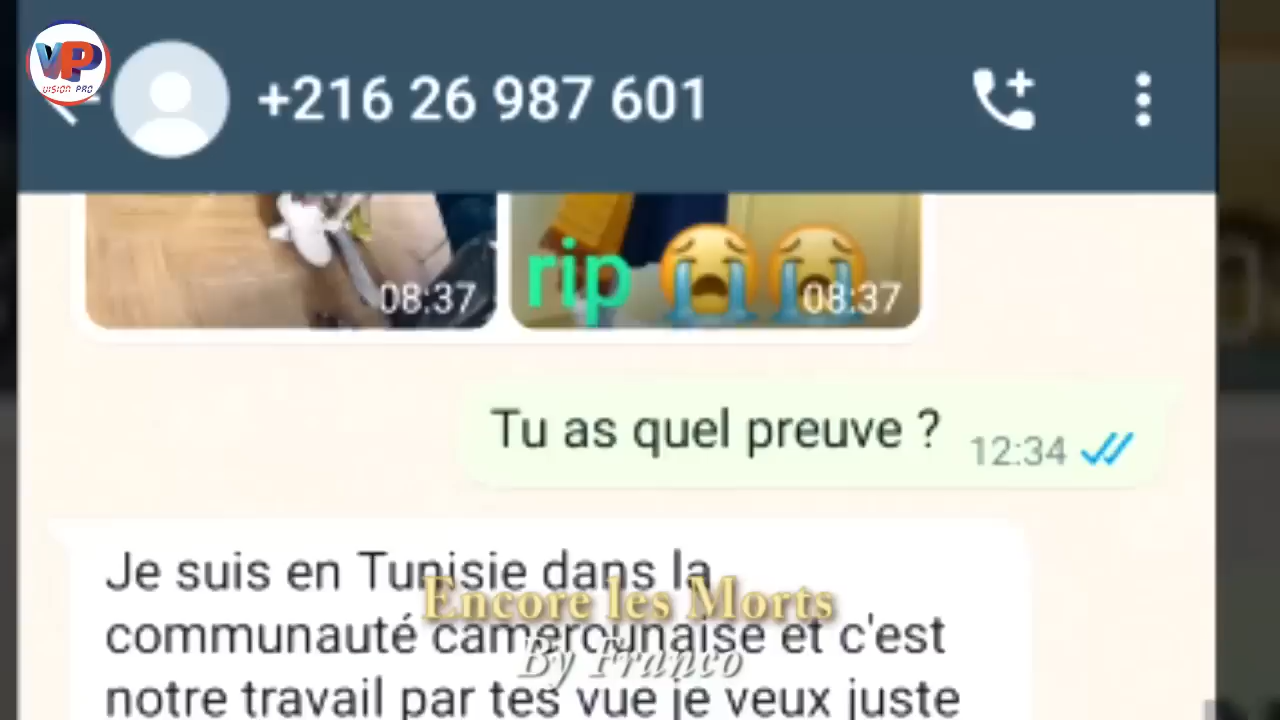 VP
VISION PRO
+216 26 987 601
08:37
rip 😭😭
08:37
Tu as quel preuve ?
12:34
Je suis en Tunisie dans la
communauté camerounaise et c'est
notre travail par tes vue je veux juste
Encore les Morts
By Franco